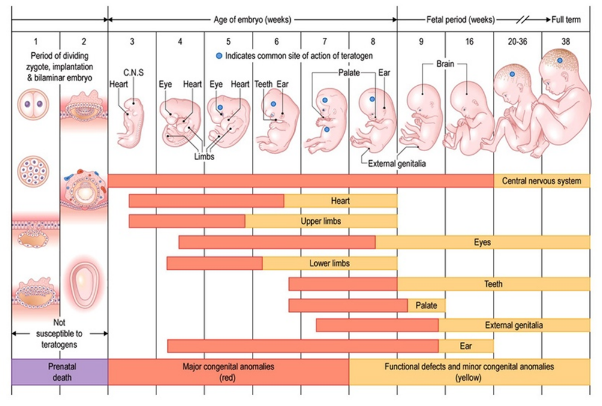 Age of embryo (weeks)
Fetal period (weeks)
Full term
1
2
3
4
5
6
7
8
9
16
20-36
38
Period of dividing
zygote, implantation
& bilaminar embryo
Indicates common site of action of teratogen
C.N.S
Heart
Eye
Heart
Limbs
Eye
Heart
Teeth
Ear
Palate
Ear
External genitalia
Brain
Central nervous system
Heart
Upper limbs
Eyes
Lower limbs
Teeth
Palate
External genitalia
Ear
Not
susceptible to
teratogens
Prenatal
death
Major congenital anomalies
(red)
Functional defects and minor congenital anomalies
(yellow)